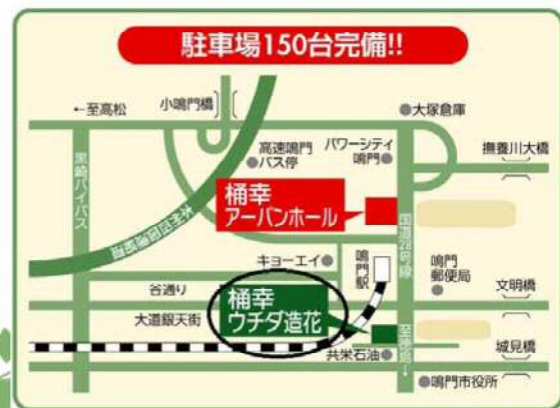 駐車場150台完備!!
←至高松
小鳴門橋
大塚倉庫
高速鳴門
バス停
パワーシティ
鳴門
撫養川大橋
黒崎バイパス
桶幸
アーバンホール
国道28号線
キョーエイ
鳴門駅
鳴門
郵便局
谷通り
文明橋
桶幸
ウチダ造花
大道銀天街
至徳島→
城見橋
共栄石油
鳴門市役所